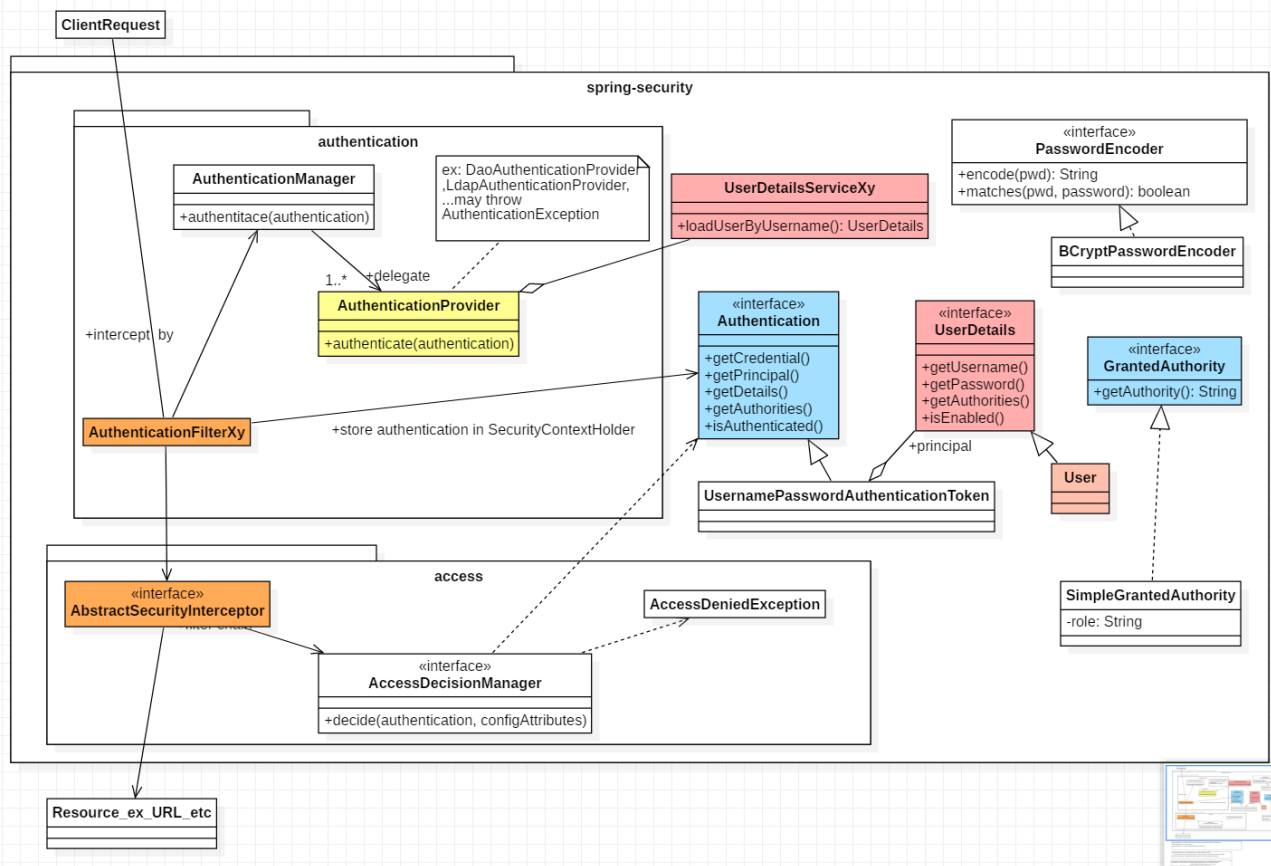 ClientRequest
spring-security
authentication
AuthenticationManager
+authentitace(authentication)
ex: DaoAuthenticationProvider
,LdapAuthenticationProvider,
...may throw
AuthenticationException
UserDetailsServiceXy
+loadUserByUsername(): UserDetails
«interface»
PasswordEncoder
+encode(pwd): String
+matches(pwd, password): boolean
BCryptPasswordEncoder
1..*
+delegate
AuthenticationProvider
+authenticate(authentication)
+intercept by
AuthenticationFilterXy
+store authentication in SecurityContextHolder
«interface»
Authentication
+getCredential()
+getPrincipal()
+getDetails()
+getAuthorities()
+isAuthenticated()
«interface»
UserDetails
+getUsername()
+getPassword()
+getAuthorities()
+isEnabled()
«interface»
GrantedAuthority
+getAuthority(): String
+principal
User
UsernamePasswordAuthenticationToken
SimpleGrantedAuthority
-role: String
access
«interface»
AbstractSecurityInterceptor
AccessDeniedException
«interface»
AccessDecisionManager
+decide(authentication, configAttributes)
Resource_ex_URL_etc